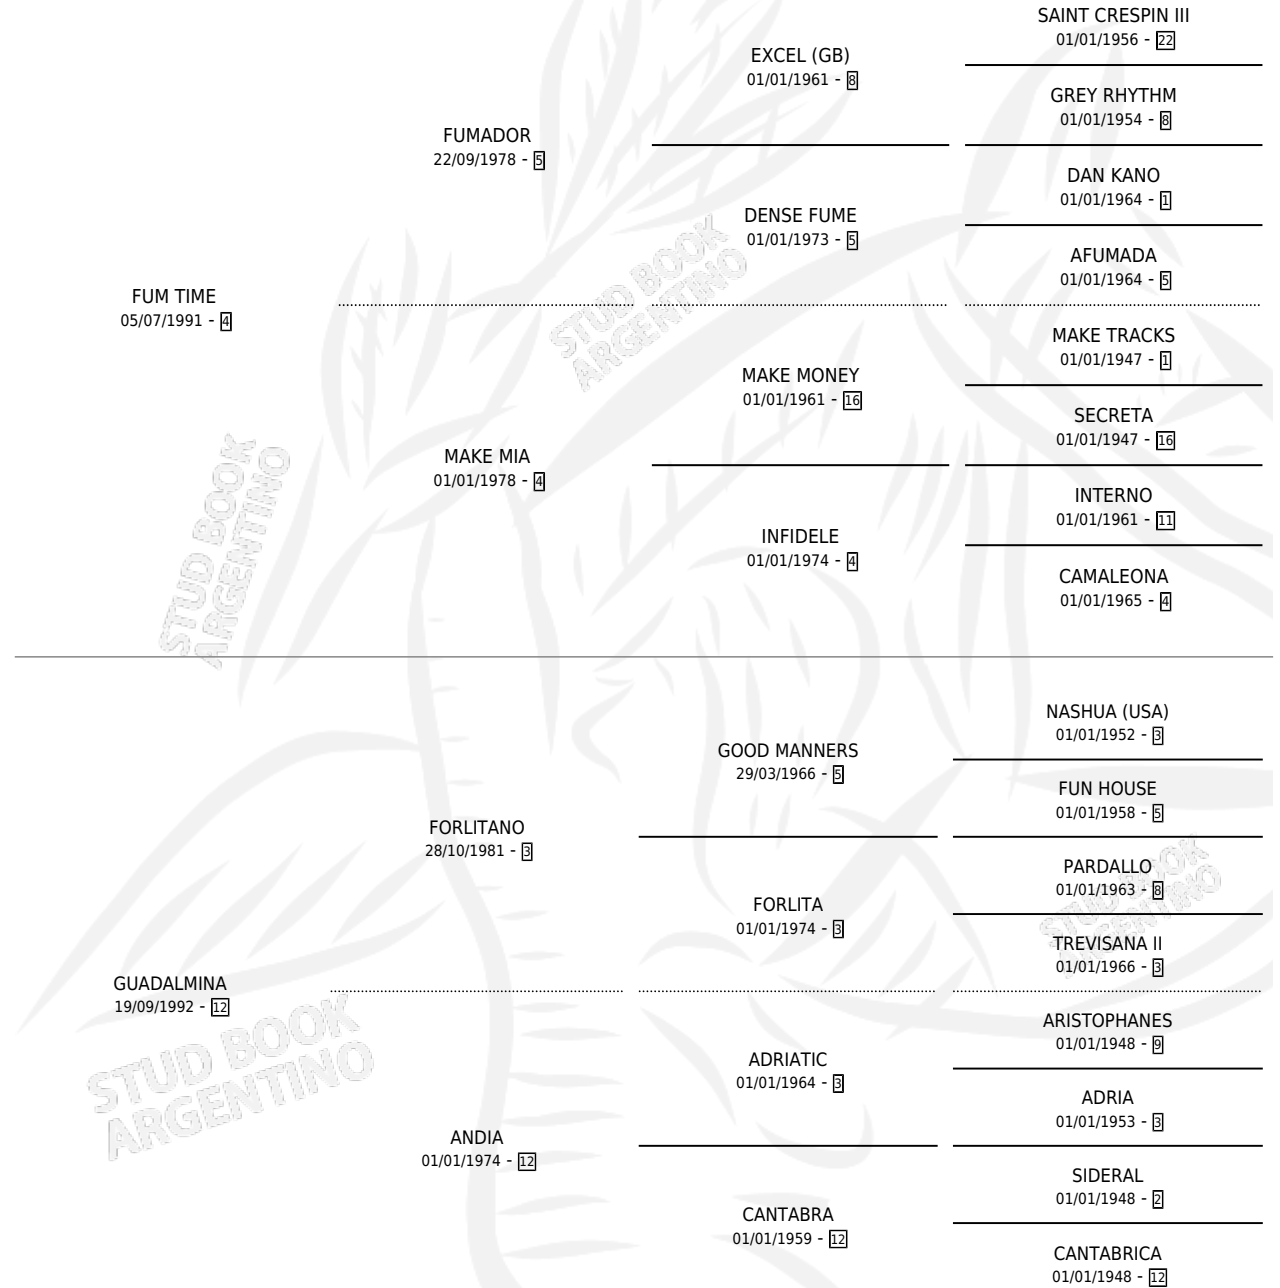 SAINT CRESPIN III
01/01/1956 - 22
EXCEL (GB)
01/01/1961 - 8
GREY RHYTHM
01/01/1954 - 8
FUMADOR
22/09/1978 - 5
DAN KANO
01/01/1964 - 1
DENSE FUME
01/01/1973 - 5
AFUMADA
01/01/1964 - 5
FUM TIME
05/07/1991 - 4
MAKE TRACKS
01/01/1947 - 1
MAKE MONEY
01/01/1961 - 16
SECRETA
01/01/1947 - 16
MAKE MIA
01/01/1978 - 4
INTERNO
01/01/1961 - 11
INFIDELE
01/01/1974 - 4
CAMALEONA
01/01/1965 - 4
STUD BOOK
ARGENTINO
STUD BOOK
ARGENTINO
NASHUA (USA)
01/01/1952 - 3
GOOD MANNERS
29/03/1966 - 5
FUN HOUSE
01/01/1958 - 5
FORLITANO
28/10/1981 - 3
PARDALLO
01/01/1963 - 8
FORLITA
01/01/1974 - 3
TREVISANA II
01/01/1966 - 3
GUADALMINA
19/09/1992 - 12
ARISTOPHANES
01/01/1948 - 9
ADRIATIC
01/01/1964 - 3
ADRIA
01/01/1953 - 3
ANDIA
01/01/1974 - 12
SIDERAL
01/01/1948 - 2
CANTABRA
01/01/1959 - 12
CANTABRICA
01/01/1948 - 12
STUD BOOK
ARGENTINO
STUD BOOK
ARGENTINO